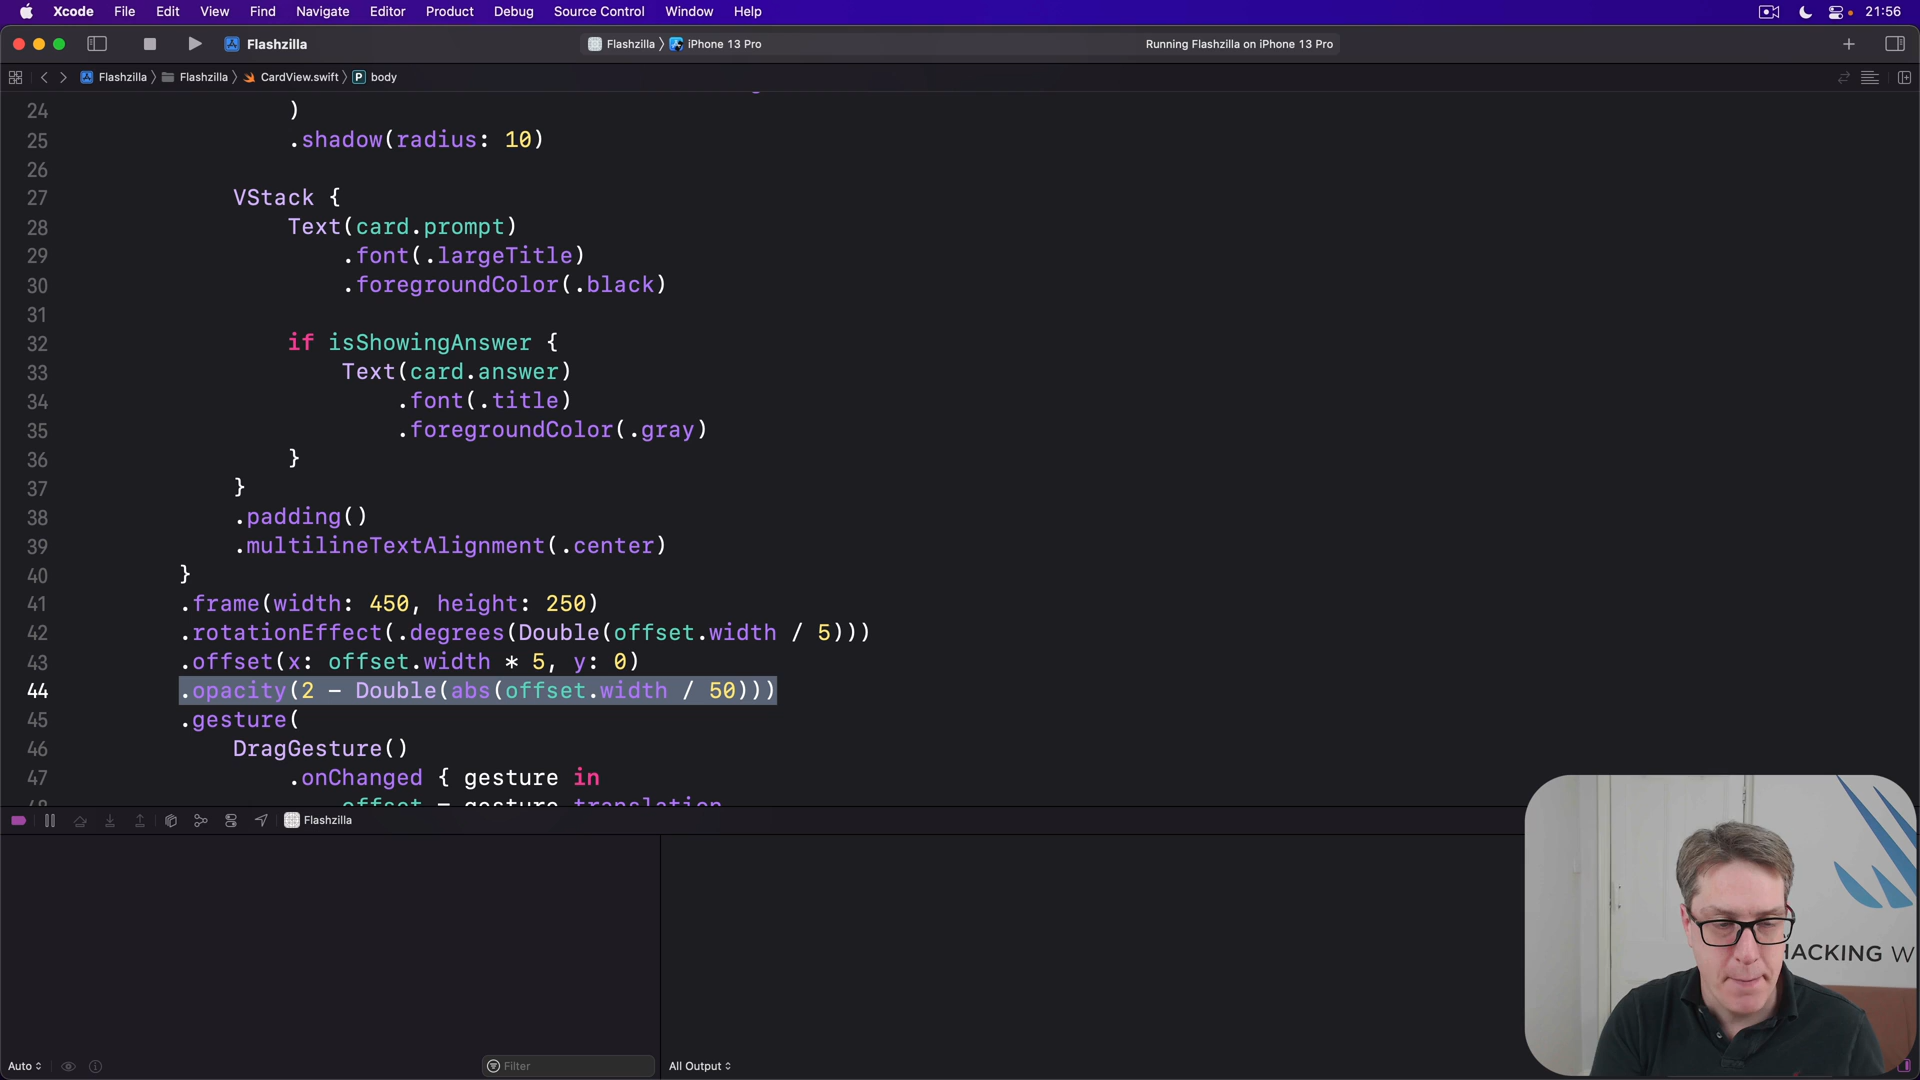 Xcode File Edit View Find Navigate Editor Product Debug Source Control Window Help 21:56
Flashzilla Flashzilla iPhone 13 Pro Running Flashzilla on iPhone 13 Pro
Flashzilla Flashzilla CardView.swift P body
24 )
25 .shadow(radius: 10)
26
27 VStack {
28 Text(card.prompt)
29 .font(.largeTitle)
30 .foregroundColor(.black)
31
32 if isShowingAnswer {
33 Text(card.answer)
34 .font(.title)
35 .foregroundColor(.gray)
36 }
37 }
38 .padding()
39 .multilineTextAlignment(.center)
40 }
41 .frame(width: 450, height: 250)
42 .rotationEffect(.degrees(Double(offset.width / 5)))
43 .offset(x: offset.width * 5, y: 0)
44 .opacity(2 - Double(abs(offset.width / 50)))
45 .gesture(
46 DragGesture()
47 .onChanged { gesture in
48 offset = gesture.translation
Flashzilla
HACKING W
Auto Filter All Output